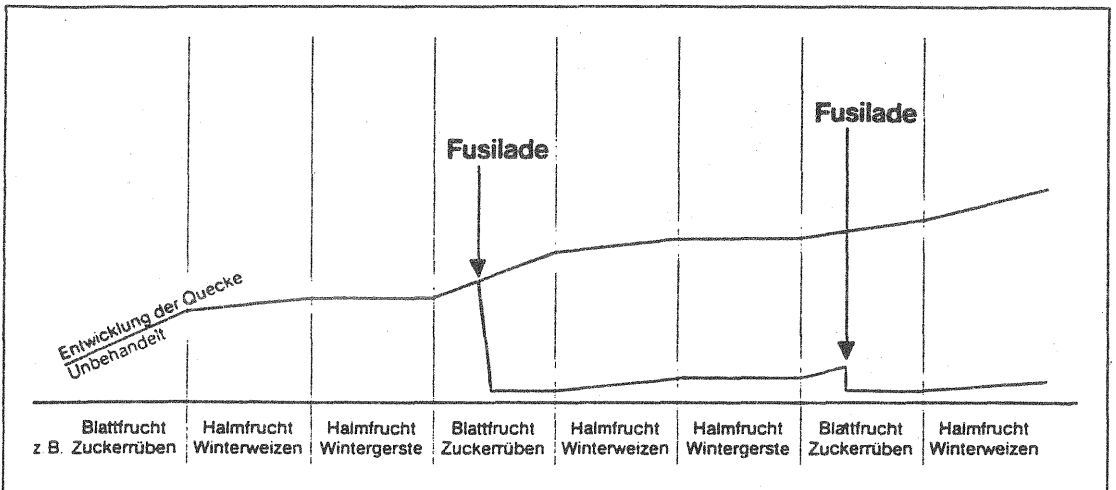 Fusilade
Fusilade
Entwicklung der Quecke
Unbehandelt
Blattfrucht
z. B. Zuckerrüben
Halmfrucht
Winterweizen
Halmfrucht
Wintergerste
Blattfrucht
Zuckerrüben
Halmfrucht
Winterweizen
Halmfrucht
Wintergerste
Blattfrucht
Zuckerrüben
Halmfrucht
Winterweizen